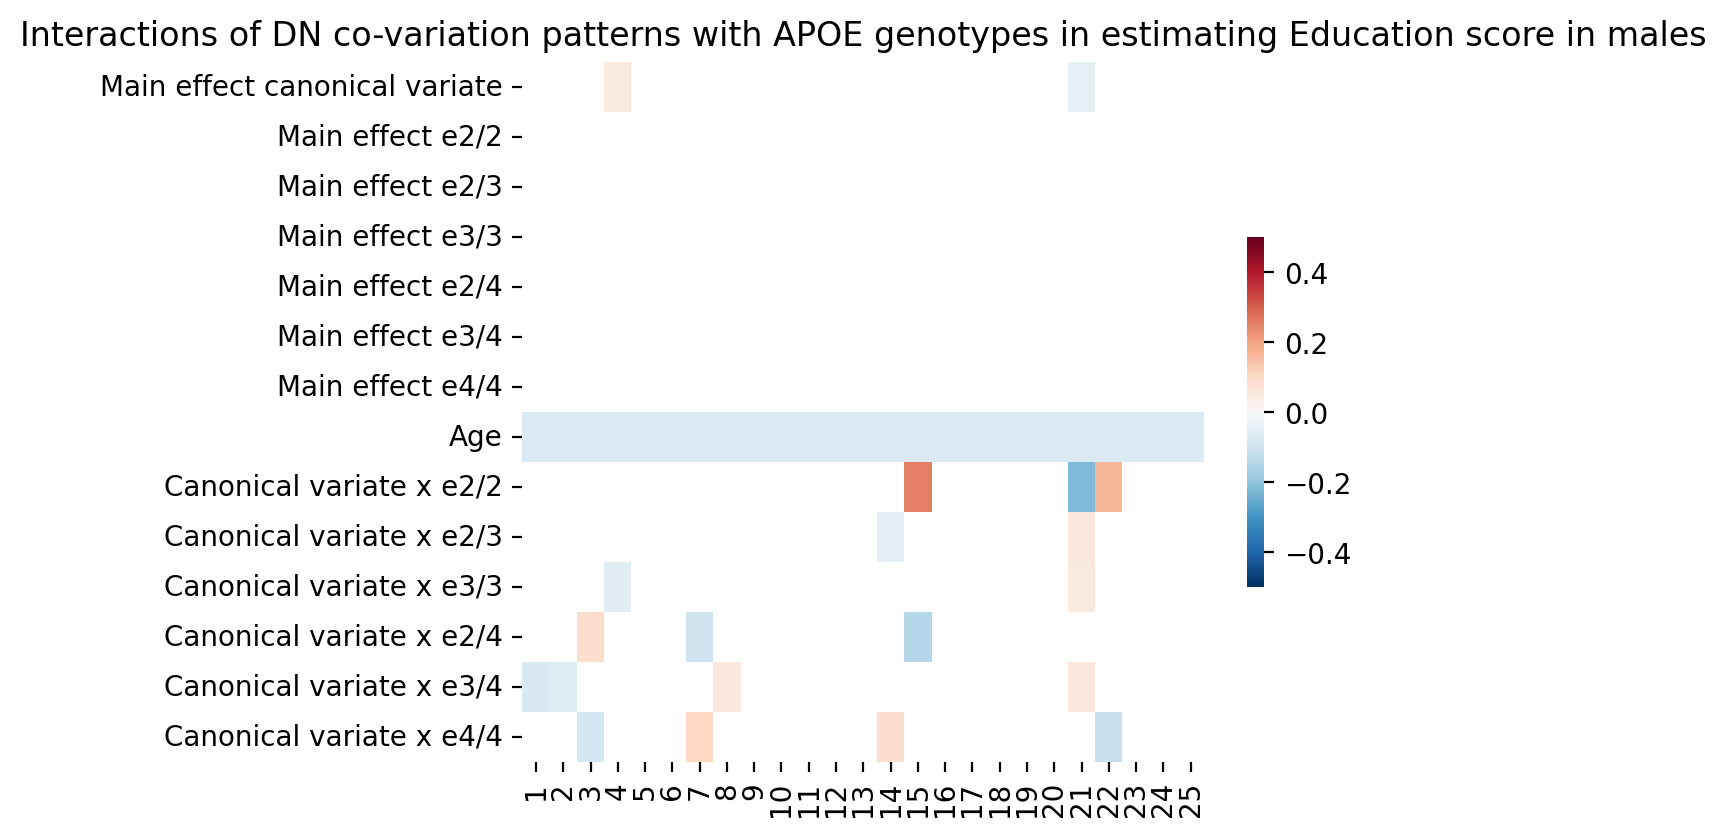 Interactions of DN co-variation patterns with APOE genotypes in estimating Education score in males
Main effect canonical variate
Main effect e2/2
Main effect e2/3
Main effect e3/3
Main effect e2/4
Main effect e3/4
Main effect e4/4
Age
Canonical variate x e2/2
Canonical variate x e2/3
Canonical variate x e3/3
Canonical variate x e2/4
Canonical variate x e3/4
Canonical variate x e4/4
1 2 3 4 5 6 7 8 9 10 11 12 13 14 15 16 17 18 19 20 21 22 23 24 25
0.4
0.2
0.0
−0.2
−0.4